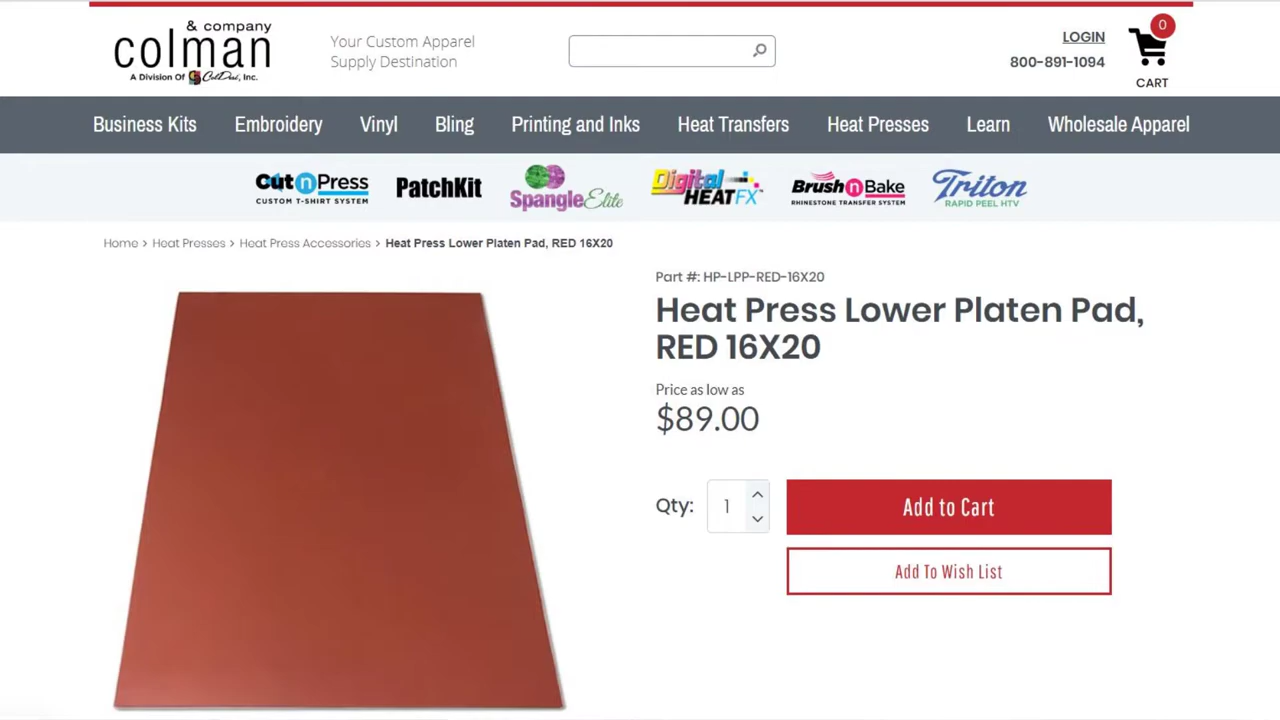 & company
colman
A Division Of ColDesi, Inc.
Your Custom Apparel
Supply Destination
LOGIN
800-891-1094
0
CART
Business Kits
Embroidery
Vinyl
Bling
Printing and Inks
Heat Transfers
Heat Presses
Learn
Wholesale Apparel
Cut n Press
CUSTOM T-SHIRT SYSTEM
PatchKit
SpangleElite
Digital
HEATFX
Brush n Bake
RHINESTONE TRANSFER SYSTEM
Triton
RAPID PEEL HTV
Home > Heat Presses > Heat Press Accessories > Heat Press Lower Platen Pad, RED 16X20
Part #: HP-LPP-RED-16X20
Heat Press Lower Platen Pad,
RED 16X20
Price as low as
$89.00
Qty: 1
Add to Cart
Add To Wish List